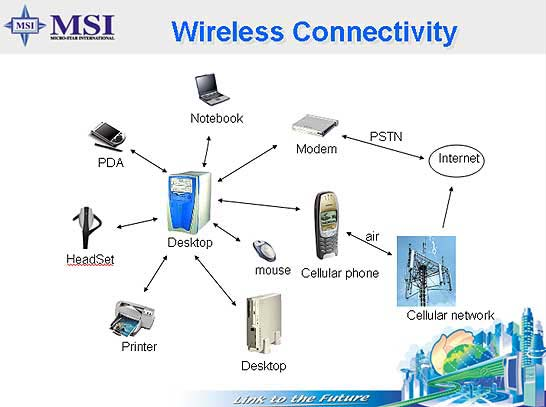 MSI
MICRO-STAR INTERNATIONAL
Wireless Connectivity
Notebook
PDA
Modem
PSTN
Internet
Desktop
HeadSet
mouse
Cellular phone
air
Cellular network
Printer
Desktop
Link to the Future